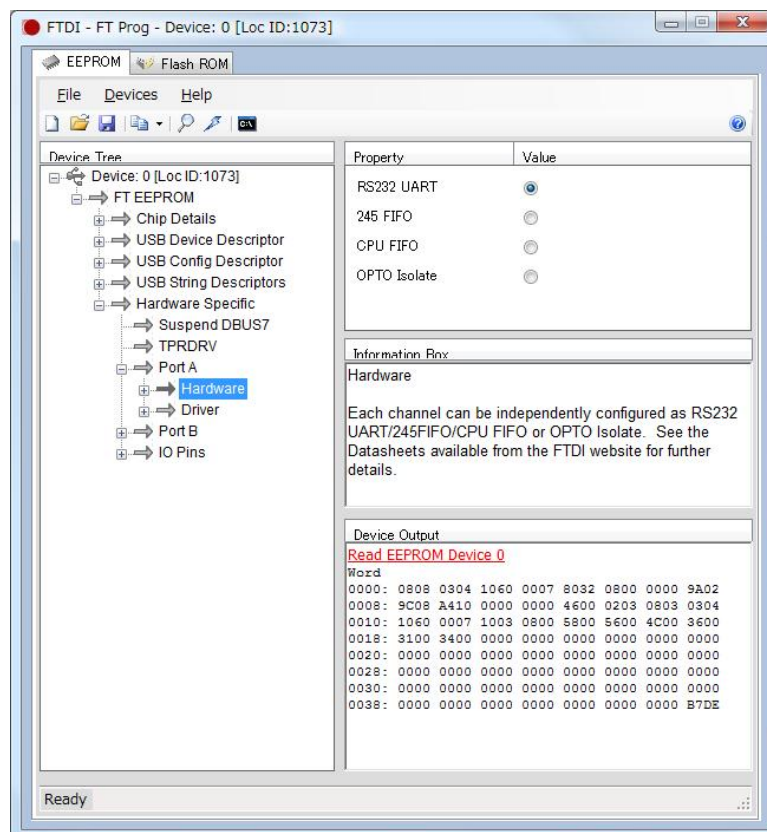 FTDI - FT Prog - Device: 0 [Loc ID:1073]
EEPROM
Flash ROM
File Devices Help
Device Tree
Device: 0 [Loc ID:1073]
FT EEPROM
Chip Details
USB Device Descriptor
USB Config Descriptor
USB String Descriptors
Hardware Specific
Suspend DBUS7
TPRDRV
Port A
Hardware
Driver
Port B
IO Pins
Property Value
RS232 UART
245 FIFO
CPU FIFO
OPTO Isolate
Information Box
Hardware
Each channel can be independently configured as RS232
UART/245FIFO/CPU FIFO or OPTO Isolate. See the
Datasheets available from the FTDI website for further
details.
Device Output
Read EEPROM Device 0
Word
0000: 0808 0304 1060 0007 8032 0800 0000 9A02
0008: 9C08 A410 0000 0000 4600 0203 0803 0304
0010: 1060 0007 1003 0800 5800 5600 4C00 3600
0018: 3100 3400 0000 0000 0000 0000 0000 0000
0020: 0000 0000 0000 0000 0000 0000 0000 0000
0028: 0000 0000 0000 0000 0000 0000 0000 0000
0030: 0000 0000 0000 0000 0000 0000 0000 0000
0038: 0000 0000 0000 0000 0000 0000 0000 B7DE
Ready